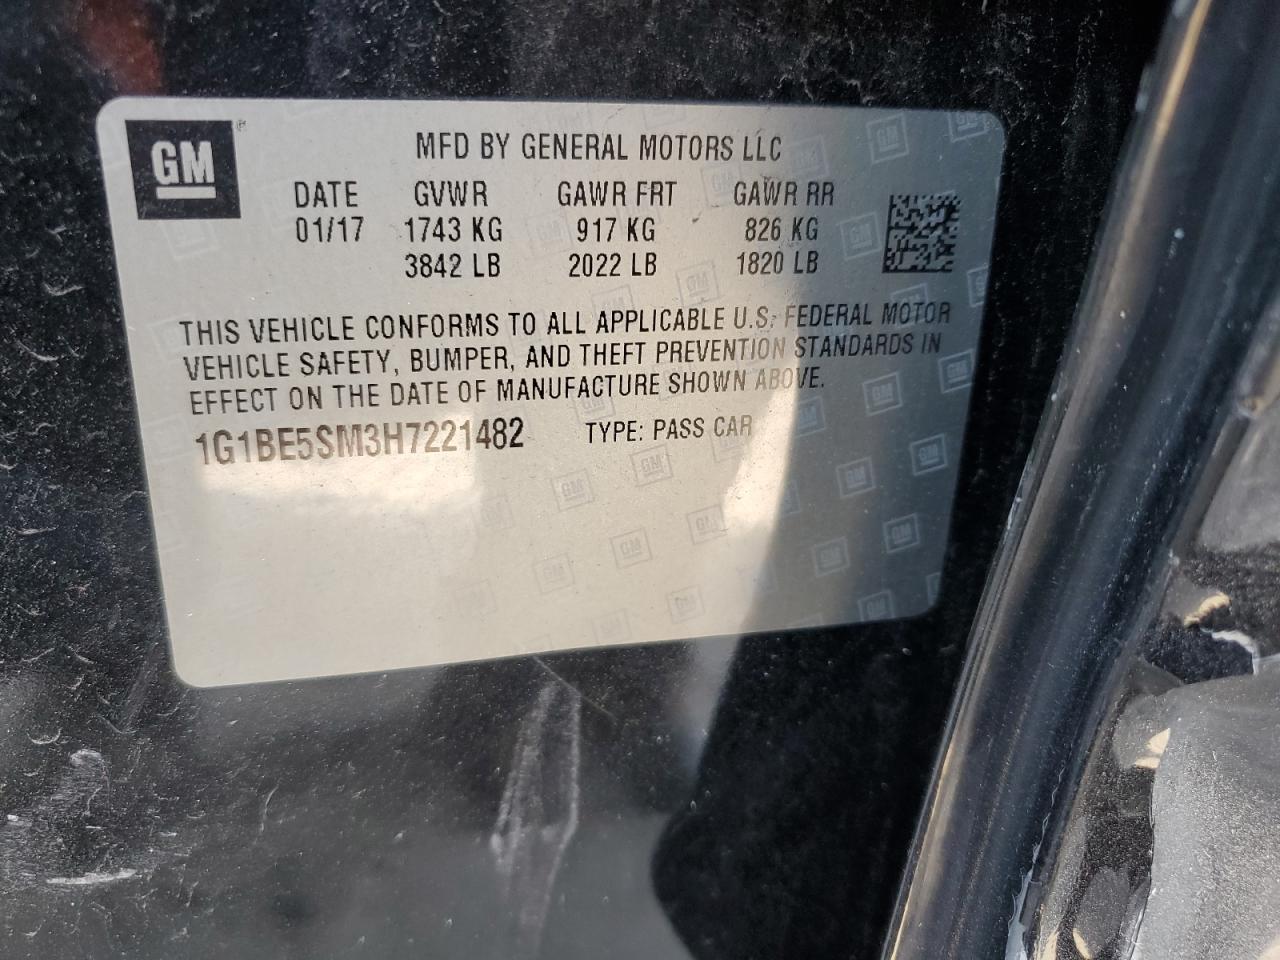 GM
MFD BY GENERAL MOTORS LLC
DATE GVWR GAWR FRT GAWR RR
01/17 1743 KG 917 KG 826 KG
3842 LB 2022 LB 1820 LB
THIS VEHICLE CONFORMS TO ALL APPLICABLE U.S. FEDERAL MOTOR
VEHICLE SAFETY, BUMPER, AND THEFT PREVENTION STANDARDS IN
EFFECT ON THE DATE OF MANUFACTURE SHOWN ABOVE.
1G1BE5SM3H7221482 TYPE: PASS CAR